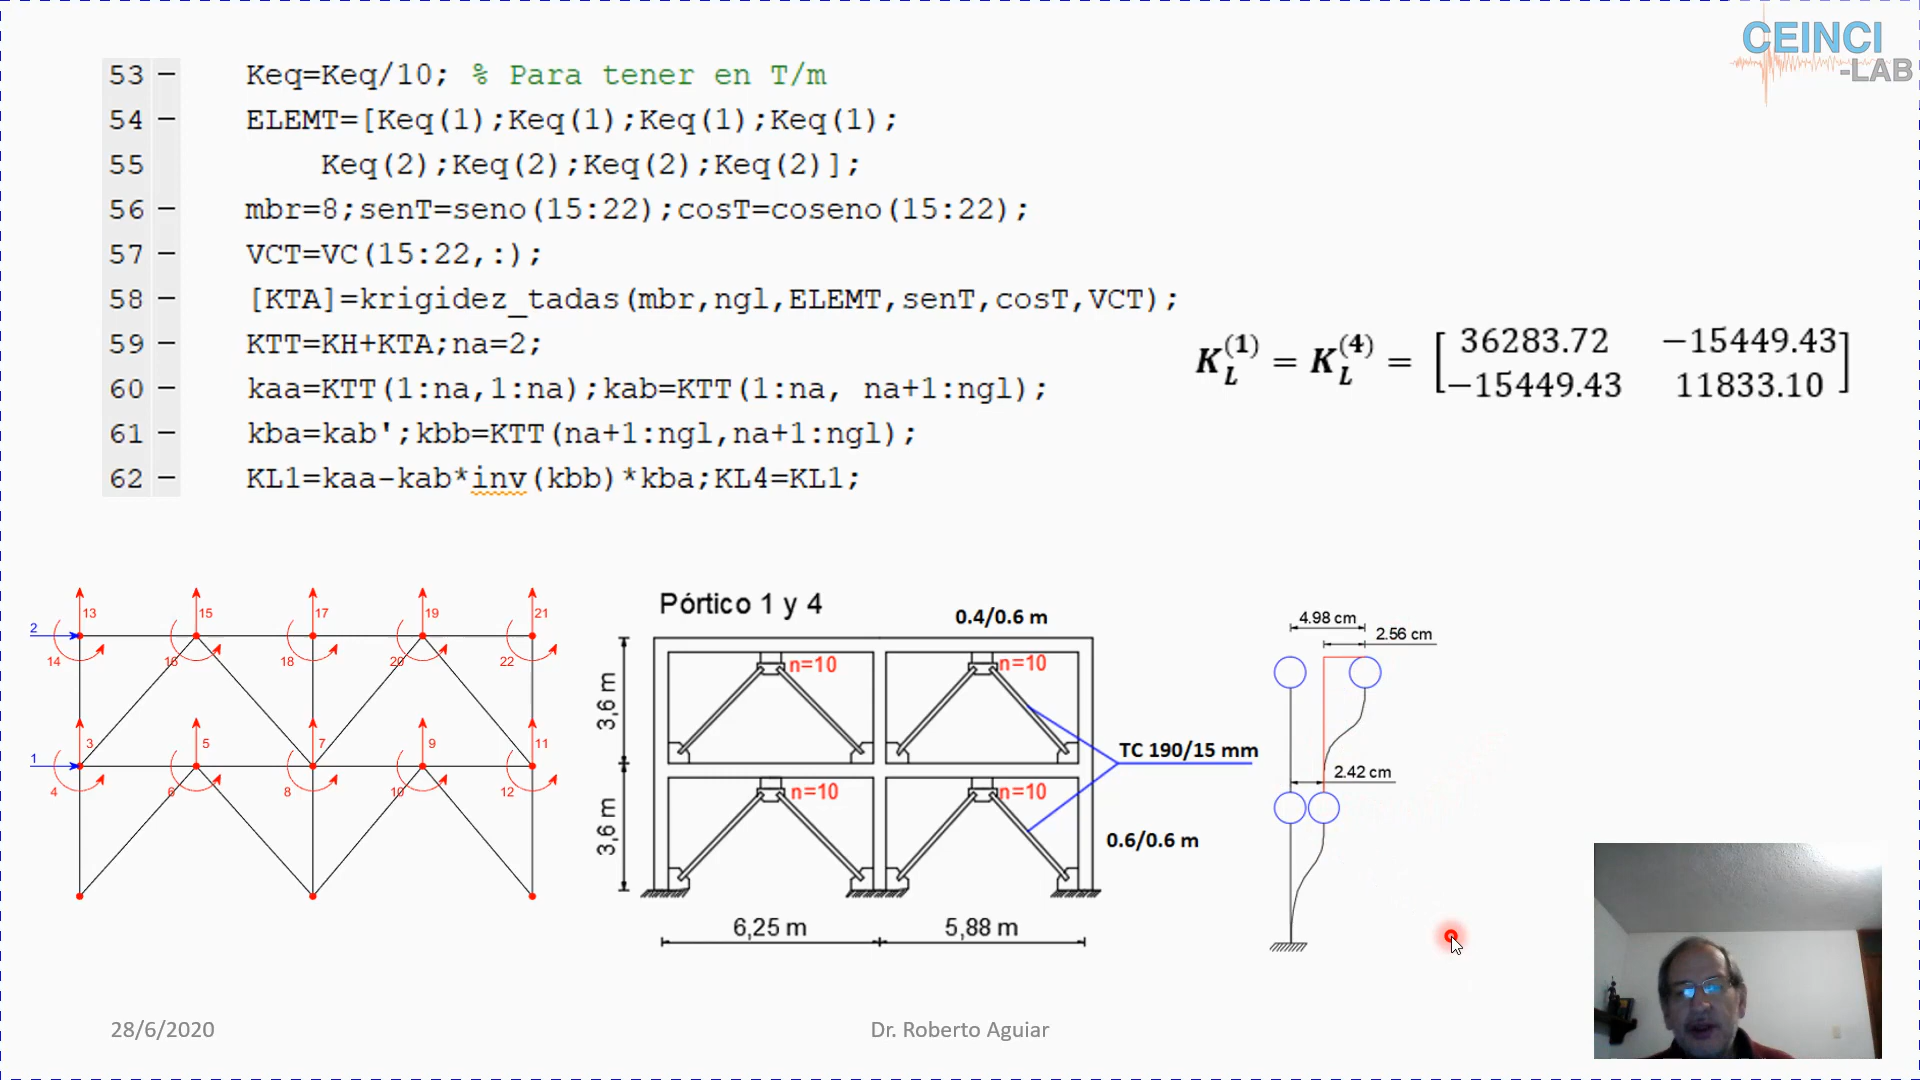 CEINCI
-LAB
53 — Keq=Keq/10; % Para tener en T/m
54 — ELEMT=[Keq(1);Keq(1);Keq(1);Keq(1);
55 Keq(2);Keq(2);Keq(2);Keq(2)];
56 — mbr=8;senT=seno(15:22);cosT=coseno(15:22);
57 — VCT=VC(15:22,:);
58 — [KTA]=krigidez_tadas(mbr,ngl,ELEMT,senT,cosT,VCT);
59 — KTT=KH+KTA;na=2;
60 — kaa=KTT(1:na,1:na);kab=KTT(1:na, na+1:ngl);
61 — kba=kab';kbb=KTT(na+1:ngl,na+1:ngl);
62 — KL1=kaa-kab*inv(kbb)*kba;KL4=KL1;
K_L^(1) = K_L^(4) = [36283.72 −15449.43
−15449.43 11833.10]
13 15 17 19 21
2
14 16 18 20 22
3 5 7 9 11
1
4 6 8 10 12
Pórtico 1 y 4
0.4/0.6 m
n=10 n=10
3,6 m
TC 190/15 mm
n=10 n=10
3,6 m
0.6/0.6 m
6,25 m 5,88 m
4.98 cm
2.56 cm
2.42 cm
28/6/2020
Dr. Roberto Aguiar